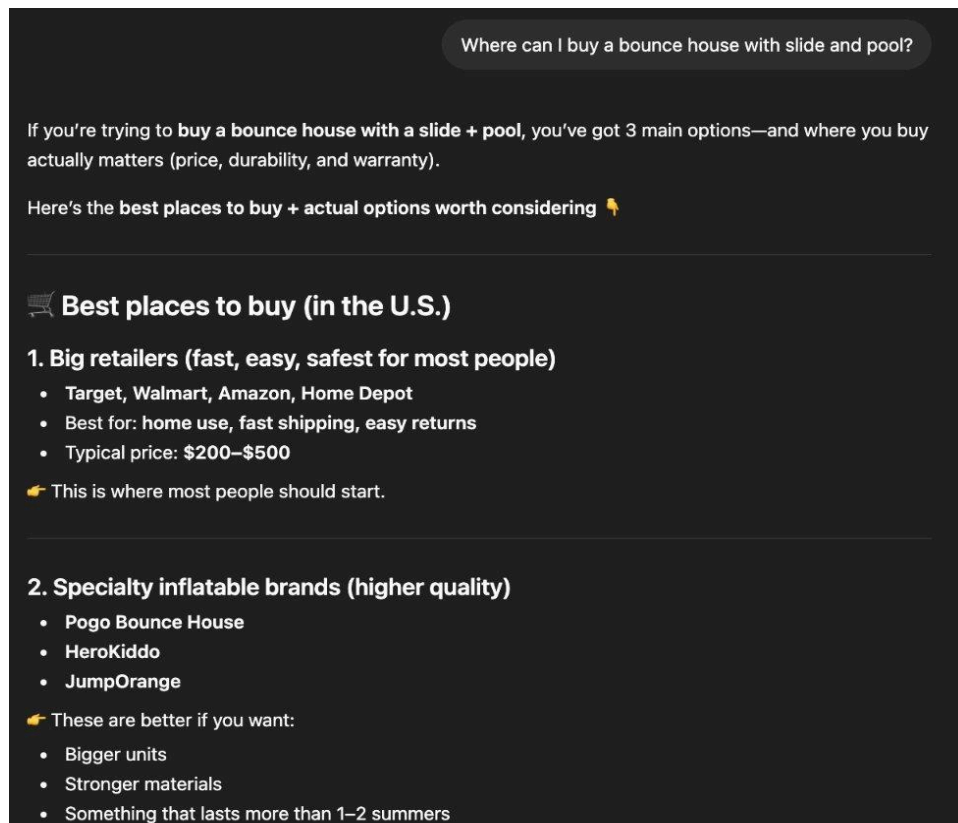 Where can I buy a bounce house with slide and pool?
If you’re trying to buy a bounce house with a slide + pool, you’ve got 3 main options—and where you buy
actually matters (price, durability, and warranty).
Here’s the best places to buy + actual options worth considering 👇
🛒 Best places to buy (in the U.S.)
1. Big retailers (fast, easy, safest for most people)
• Target, Walmart, Amazon, Home Depot
• Best for: home use, fast shipping, easy returns
• Typical price: $200–$500
👉 This is where most people should start.
2. Specialty inflatable brands (higher quality)
• Pogo Bounce House
• HeroKiddo
• JumpOrange
👉 These are better if you want:
• Bigger units
• Stronger materials
• Something that lasts more than 1–2 summers